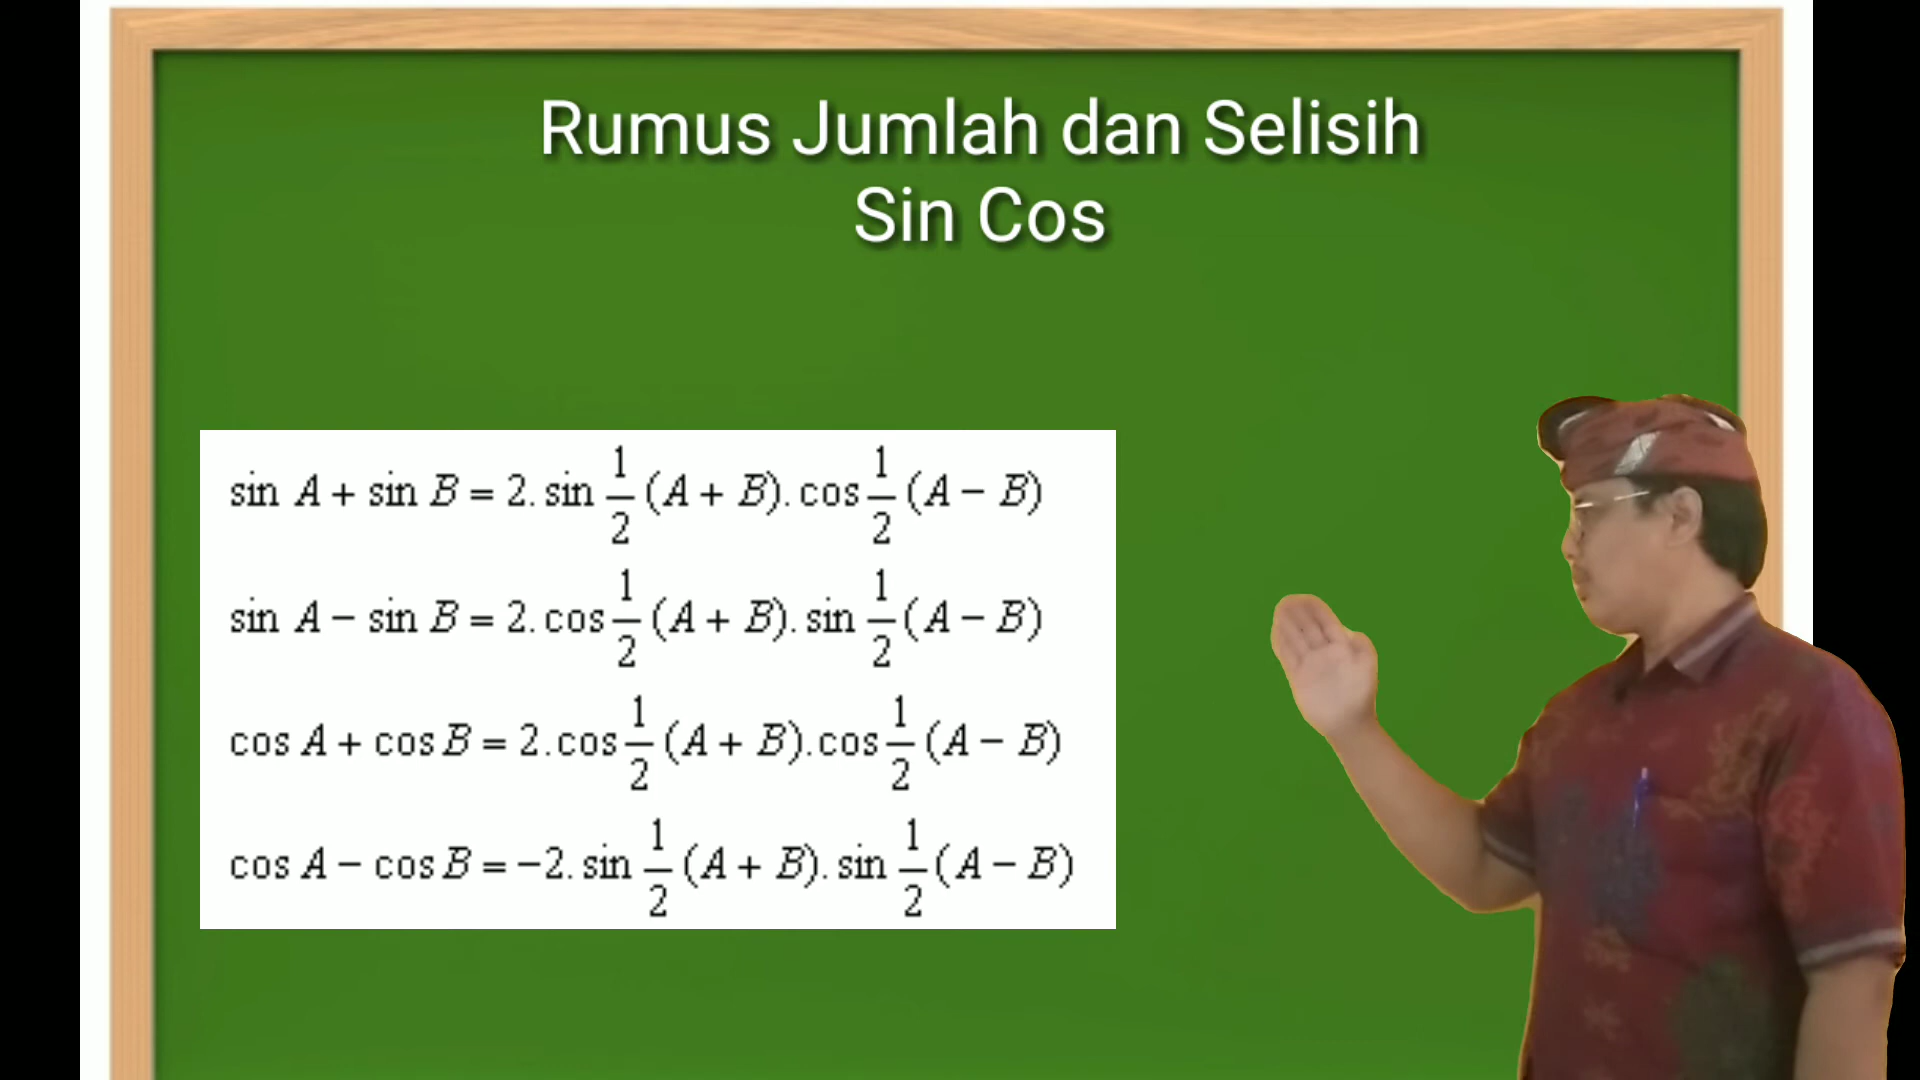 Rumus Jumlah dan Selisih
Sin Cos
sin A + sin B = 2. sin 1/2 (A + B). cos 1/2 (A − B)
sin A − sin B = 2. cos 1/2 (A + B). sin 1/2 (A − B)
cos A + cos B = 2. cos 1/2 (A + B). cos 1/2 (A − B)
cos A − cos B = −2. sin 1/2 (A + B). sin 1/2 (A − B)